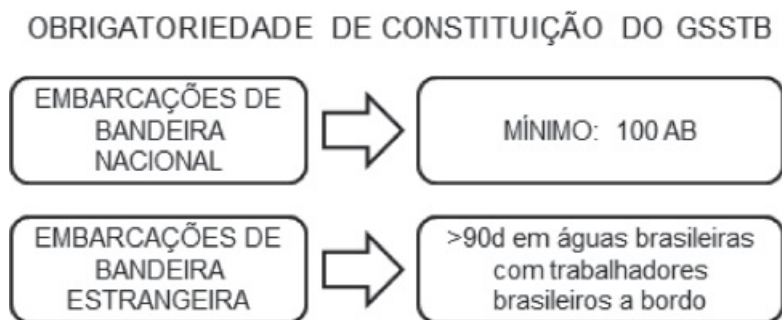 OBRIGATORIEDADE DE CONSTITUIÇÃO DO GSSTB
EMBARCAÇÕES DE
BANDEIRA
NACIONAL
MÍNIMO: 100 AB
EMBARCAÇÕES DE
BANDEIRA
ESTRANGEIRA
>90d em águas brasileiras
com trabalhadores
brasileiros a bordo